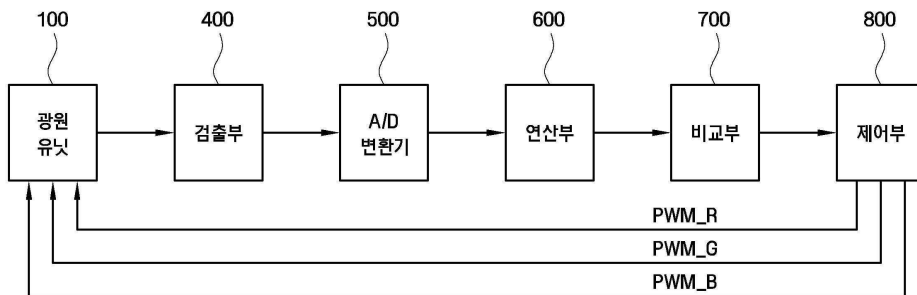 100
400
500
600
700
800
광원
유닛
검출부
A/D
변환기
연산부
비교부
제어부
PWM_R
PWM_G
PWM_B